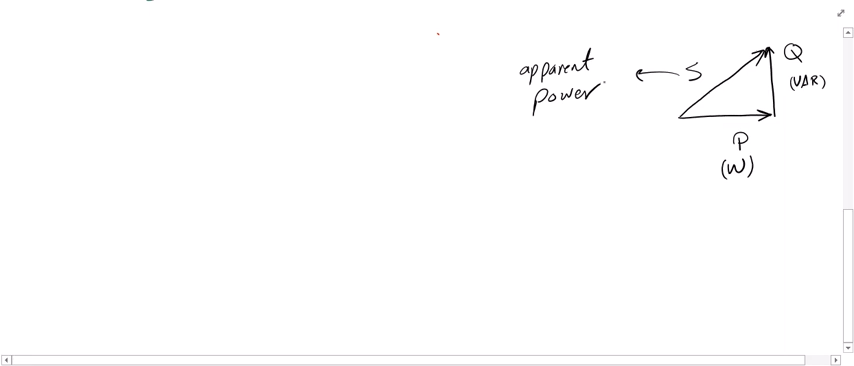 apparent
power
S
Q
(VAR)
P
(W)